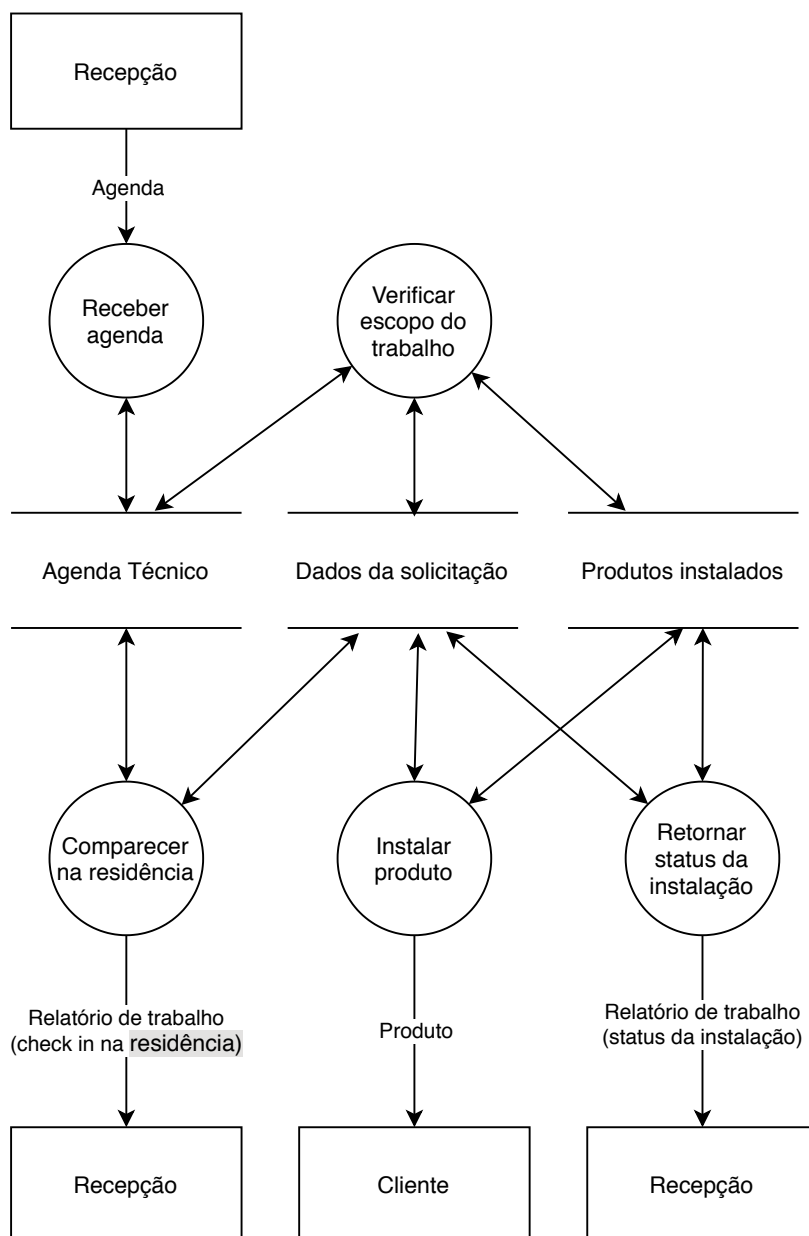 Recepção
Agenda
Receber
agenda
Verificar
escopo do
trabalho
Agenda Técnico
Dados da solicitação
Produtos instalados
Comparecer
na residência
Instalar
produto
Retornar
status da
instalação
Relatório de trabalho
(check in na residência)
Produto
Relatório de trabalho
(status da instalação)
Recepção
Cliente
Recepção